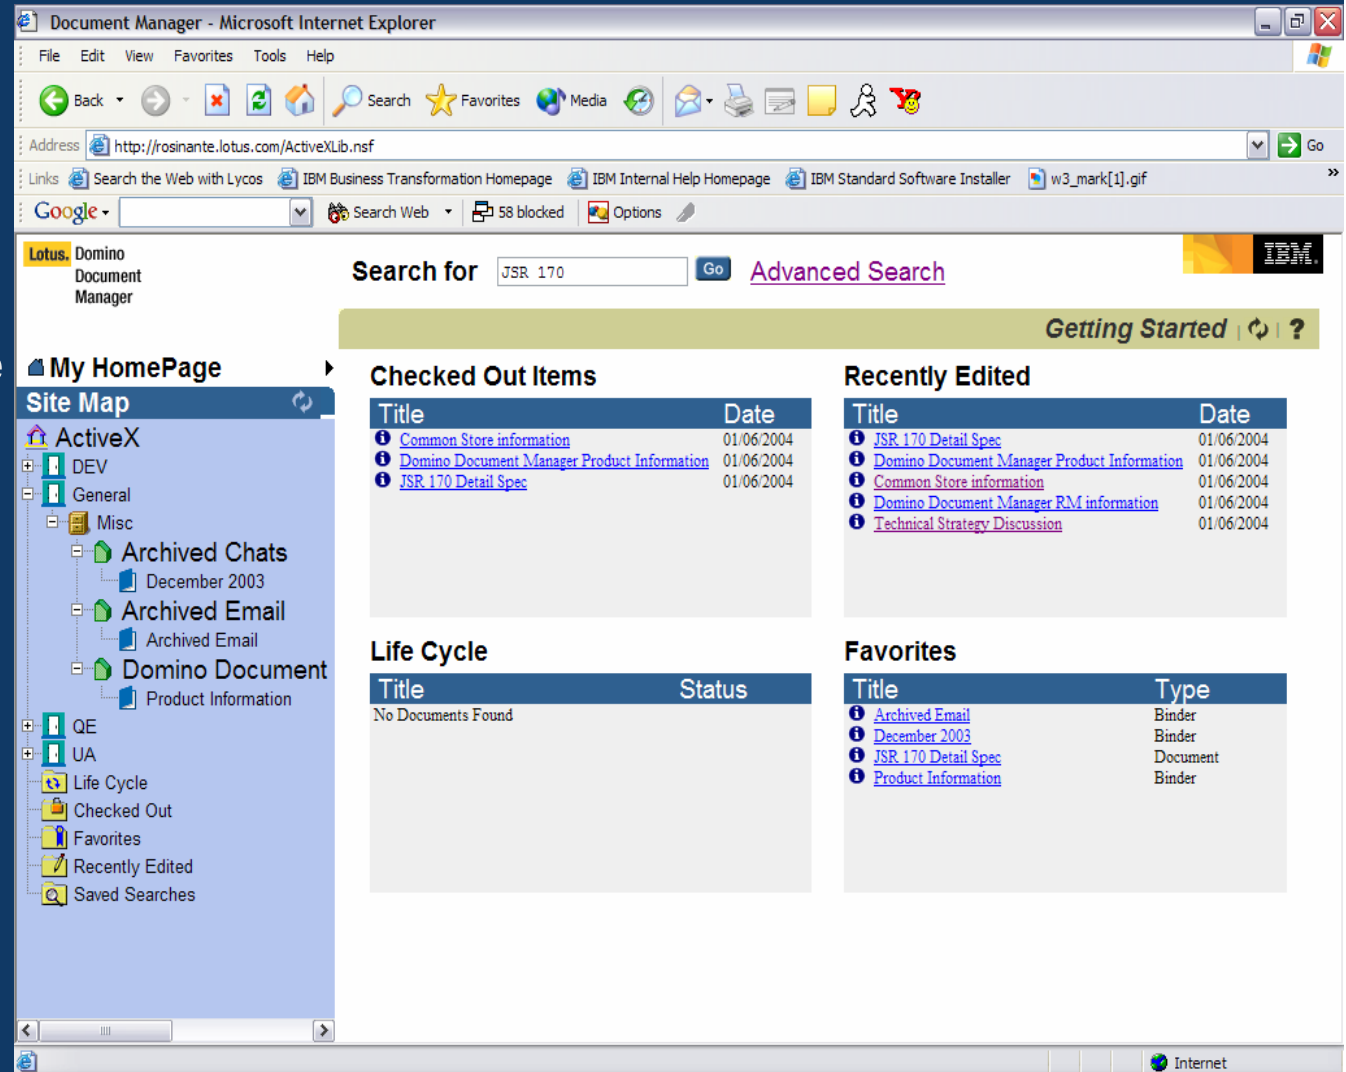 Document Manager - Microsoft Internet Explorer
File Edit View Favorites Tools Help
Back Search Favorites Media
Address http://rosinante.lotus.com/ActiveXLib.nsf Go
Links Search the Web with Lycos IBM Business Transformation Homepage IBM Internal Help Homepage IBM Standard Software Installer w3_mark[1].gif »
Google Search Web 58 blocked Options
Lotus. Domino
Document
Manager
Search for JSR 170 Go Advanced Search
IBM.
Getting Started | | ?
My HomePage
Site Map
ActiveX
DEV
General
Misc
Archived Chats
December 2003
Archived Email
Archived Email
Domino Document
Product Information
QE
UA
Life Cycle
Checked Out
Favorites
Recently Edited
Saved Searches
Checked Out Items
Title Date
Common Store information 01/06/2004
Domino Document Manager Product Information 01/06/2004
JSR 170 Detail Spec 01/06/2004
Recently Edited
Title Date
JSR 170 Detail Spec 01/06/2004
Domino Document Manager Product Information 01/06/2004
Common Store information 01/06/2004
Domino Document Manager RM information 01/06/2004
Technical Strategy Discussion 01/06/2004
Life Cycle
Title Status
No Documents Found
Favorites
Title Type
Archived Email Binder
December 2003 Binder
JSR 170 Detail Spec Document
Product Information Binder
Internet